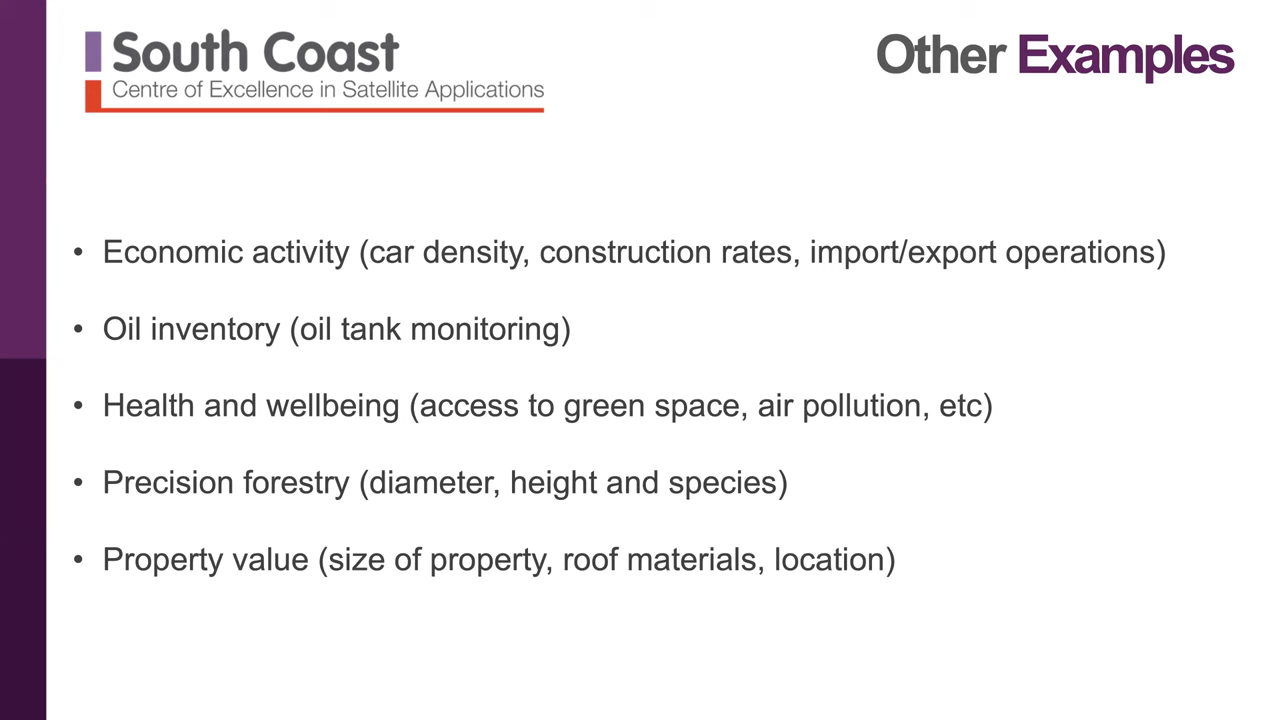 South Coast
Centre of Excellence in Satellite Applications
Other Examples
• Economic activity (car density, construction rates, import/export operations)
• Oil inventory (oil tank monitoring)
• Health and wellbeing (access to green space, air pollution, etc)
• Precision forestry (diameter, height and species)
• Property value (size of property, roof materials, location)